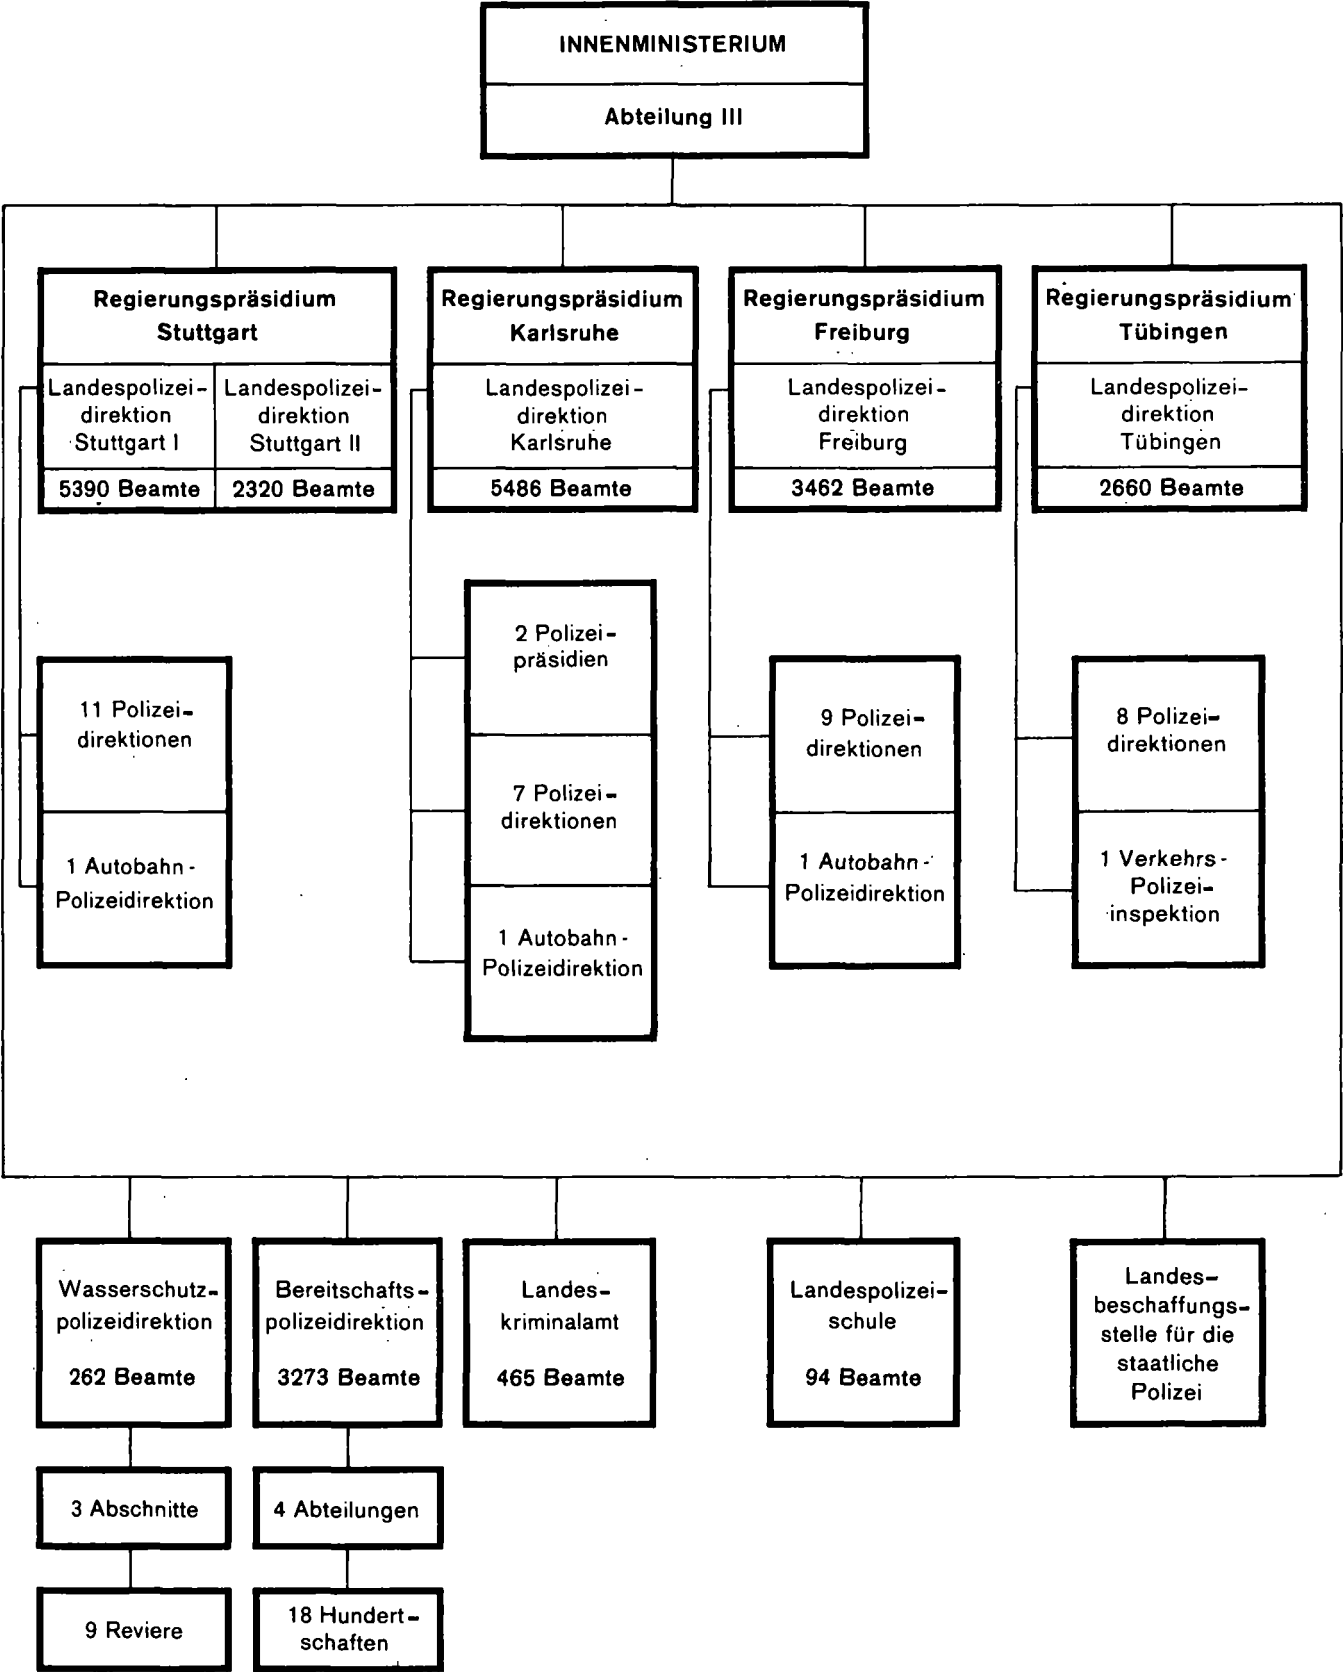 INNENMINISTERIUM
Abteilung III
Regierungspräsidium
Stuttgart
Landespolizei-
direktion
Stuttgart I
5390 Beamte
Landespolizei-
direktion
Stuttgart II
2320 Beamte
Regierungspräsidium
Karlsruhe
Landespolizei-
direktion
Karlsruhe
5486 Beamte
Regierungspräsidium
Freiburg
Landespolizei-
direktion
Freiburg
3462 Beamte
Regierungspräsidium
Tübingen
Landespolizei-
direktion
Tübingen
2660 Beamte
11 Polizei-
direktionen
1 Autobahn-
Polizeidirektion
2 Polizei-
präsidien
7 Polizei-
direktionen
1 Autobahn-
Polizeidirektion
9 Polizei-
direktionen
1 Autobahn-
Polizeidirektion
8 Polizei-
direktionen
1 Verkehrs-
Polizei-
inspektion
Wasserschutz-
polizeidirektion
262 Beamte
3 Abschnitte
9 Reviere
Bereitschafts-
polizeidirektion
3273 Beamte
4 Abteilungen
18 Hundert-
schaften
Landes-
kriminalamt
465 Beamte
Landespolizei-
schule
94 Beamte
Landes-
beschaffungs-
stelle für die
staatliche
Polizei